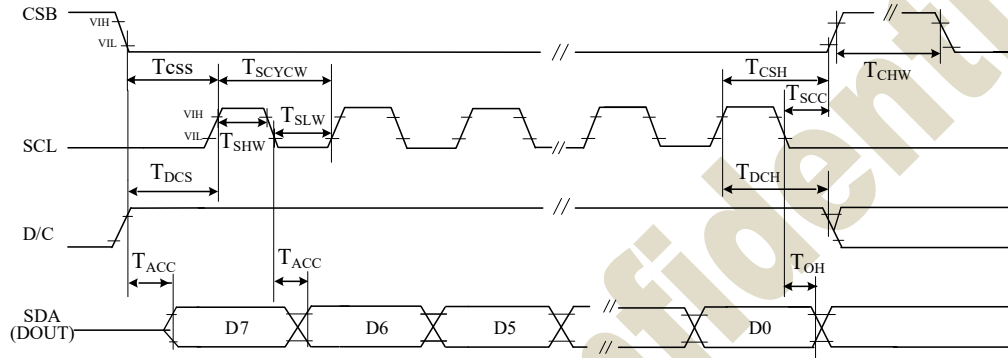 CSB
VIH
VIL
Tcss
TSCYCW
TCSH
TCHW
TSCC
VIH
VIL
TSHW
TSLW
SCL
TDCS
TDCH
D/C
TACC
TACC
TOH
SDA
(DOUT)
D7
D6
D5
D0
confidenti